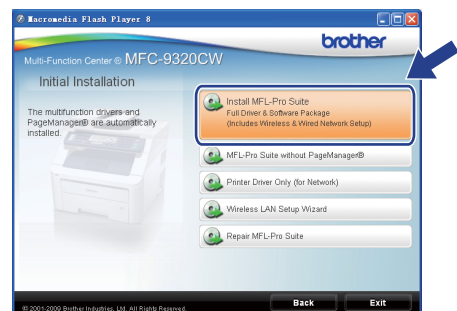 Macromedia Flash Player 8
brother
Multi-Function Center ® MFC-9320CW
Initial Installation
The multifunction drivers and
PageManager® are automatically
installed.
Install MFL-Pro Suite
Full Driver & Software Package
(Includes Wireless & Wired Network Setup)
MFL-Pro Suite without PageManager®
Printer Driver Only (for Network)
Wireless LAN Setup Wizard
Repair MFL-Pro Suite
© 2001-2009 Brother Industries, Ltd. All Rights Reserved.
Back
Exit